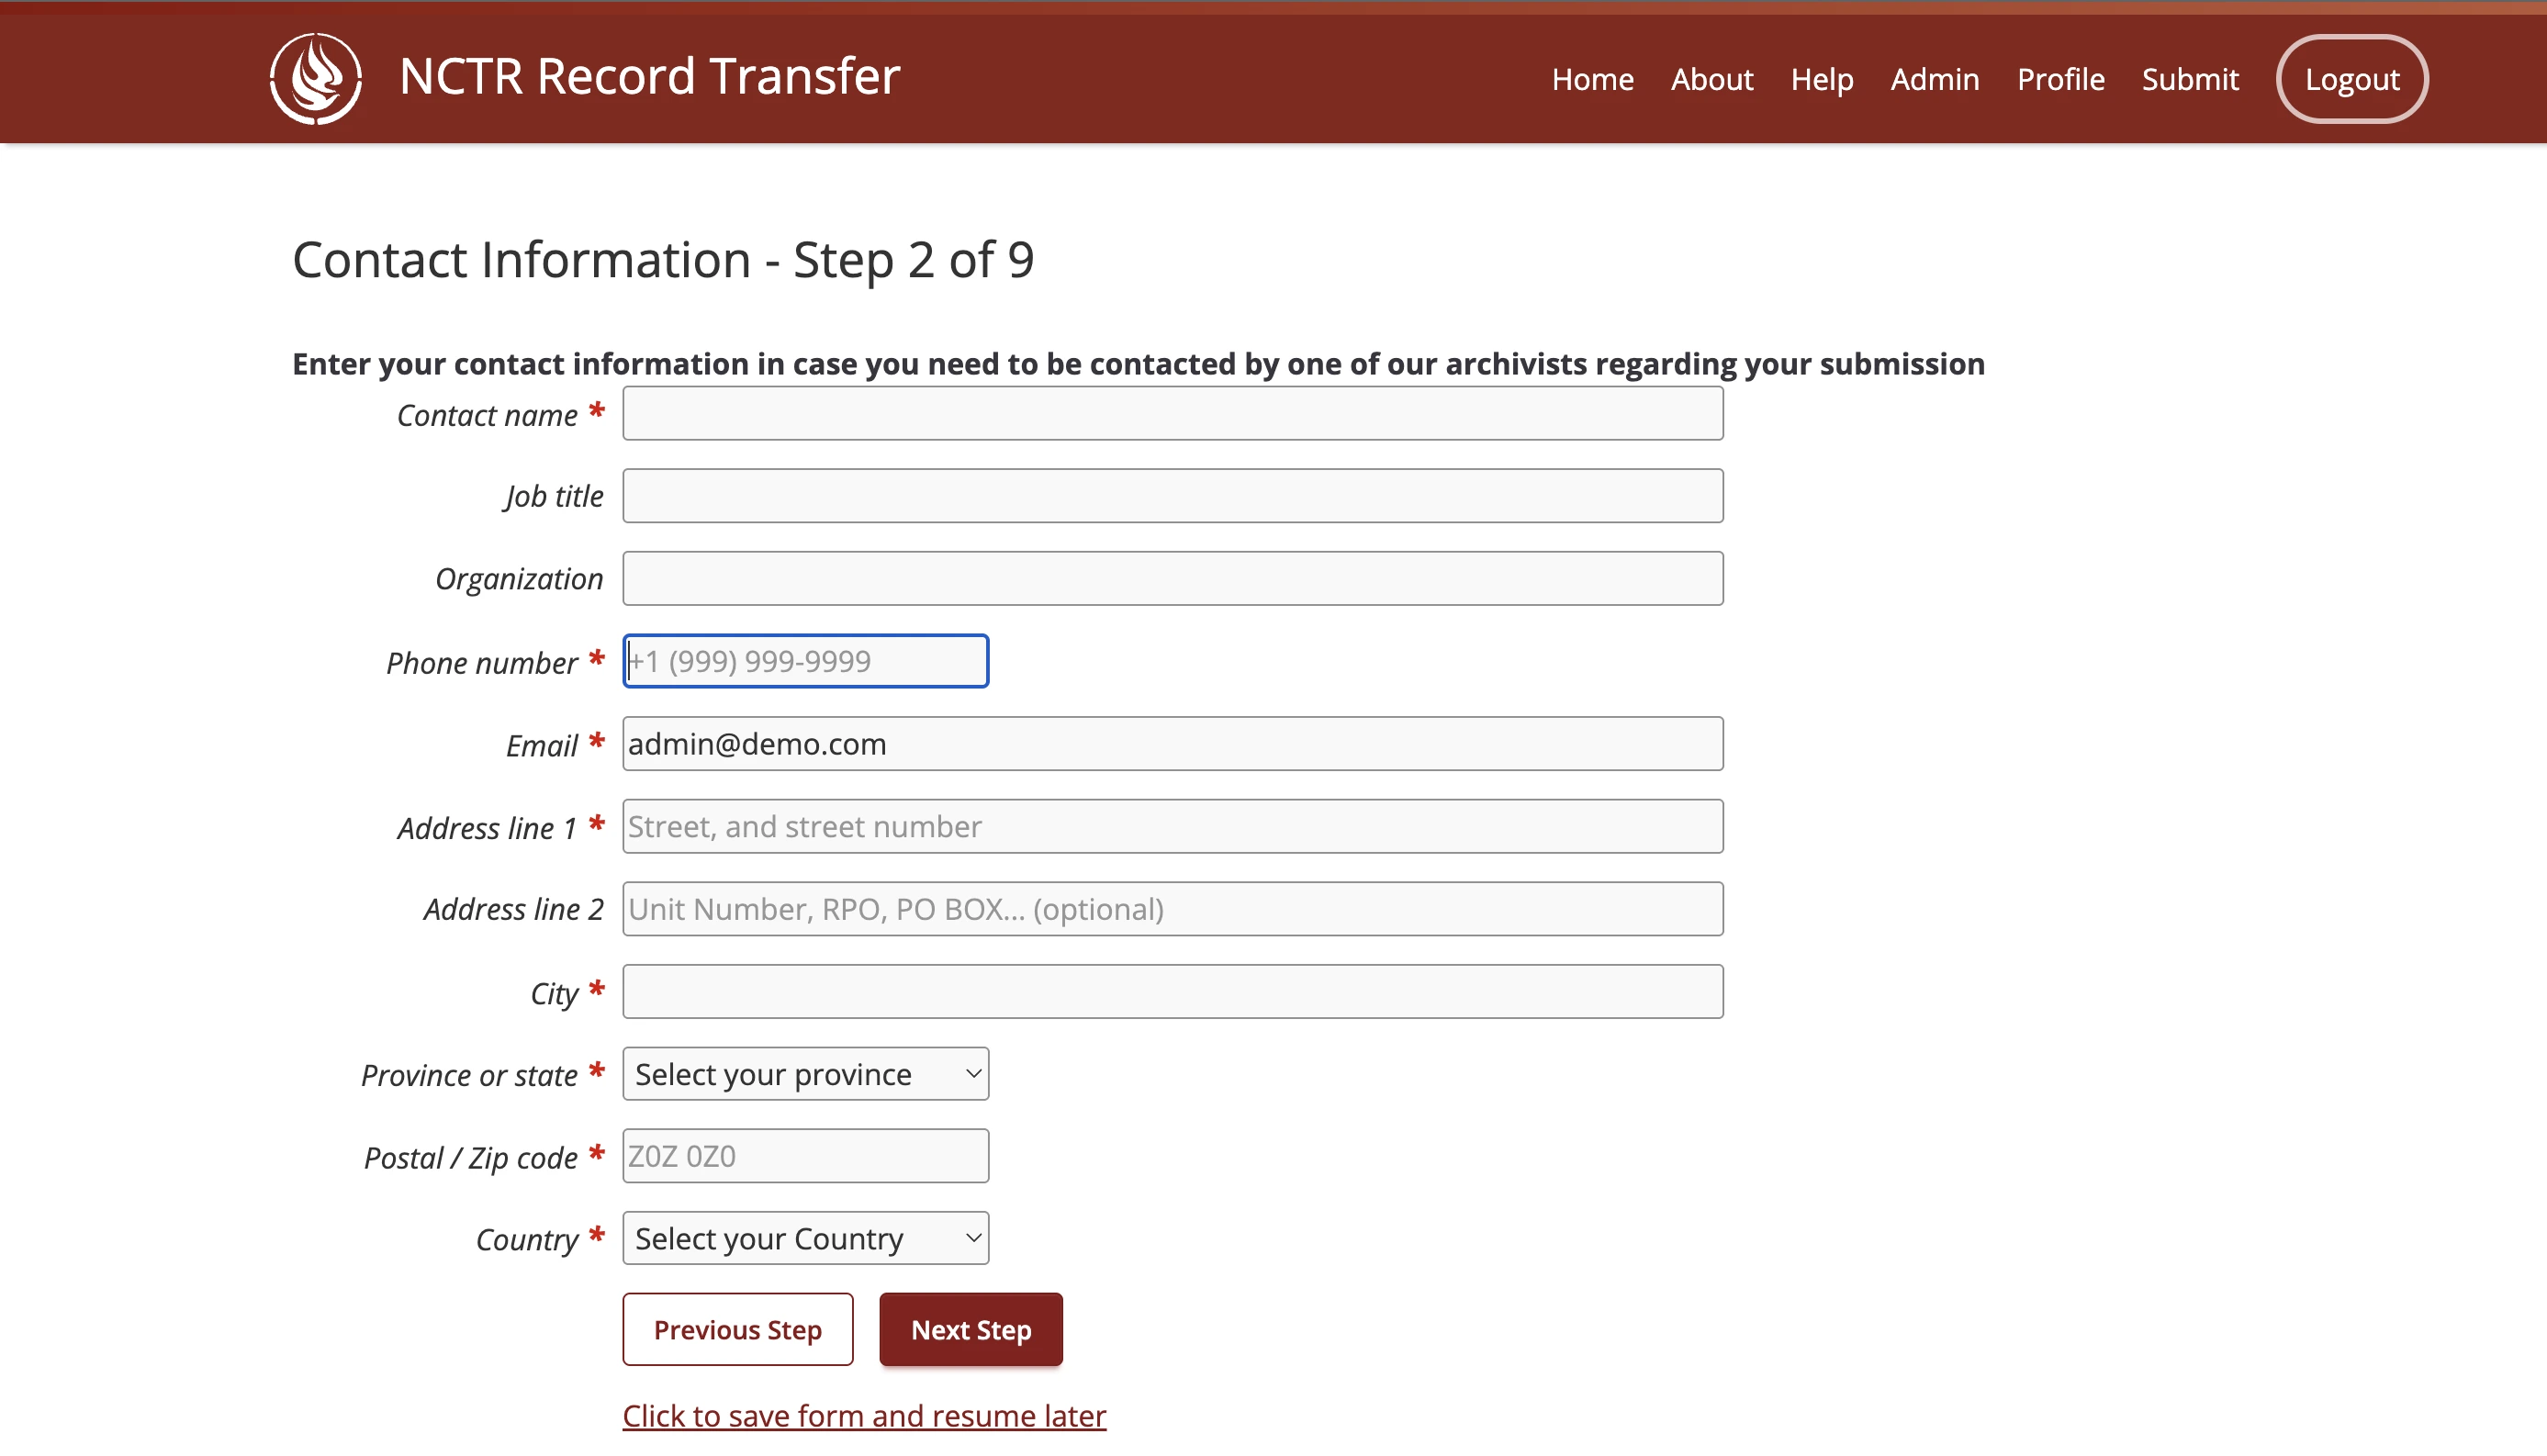 NCTR Record Transfer
Home About Help Admin Profile Submit Logout
Contact Information - Step 2 of 9
Enter your contact information in case you need to be contacted by one of our archivists regarding your submission
Contact name *
Job title
Organization
Phone number * +1 (999) 999-9999
Email * admin@demo.com
Address line 1 * Street, and street number
Address line 2 Unit Number, RPO, PO BOX... (optional)
City *
Province or state * Select your province
Postal / Zip code * Z0Z 0Z0
Country * Select your Country
Previous Step Next Step
Click to save form and resume later